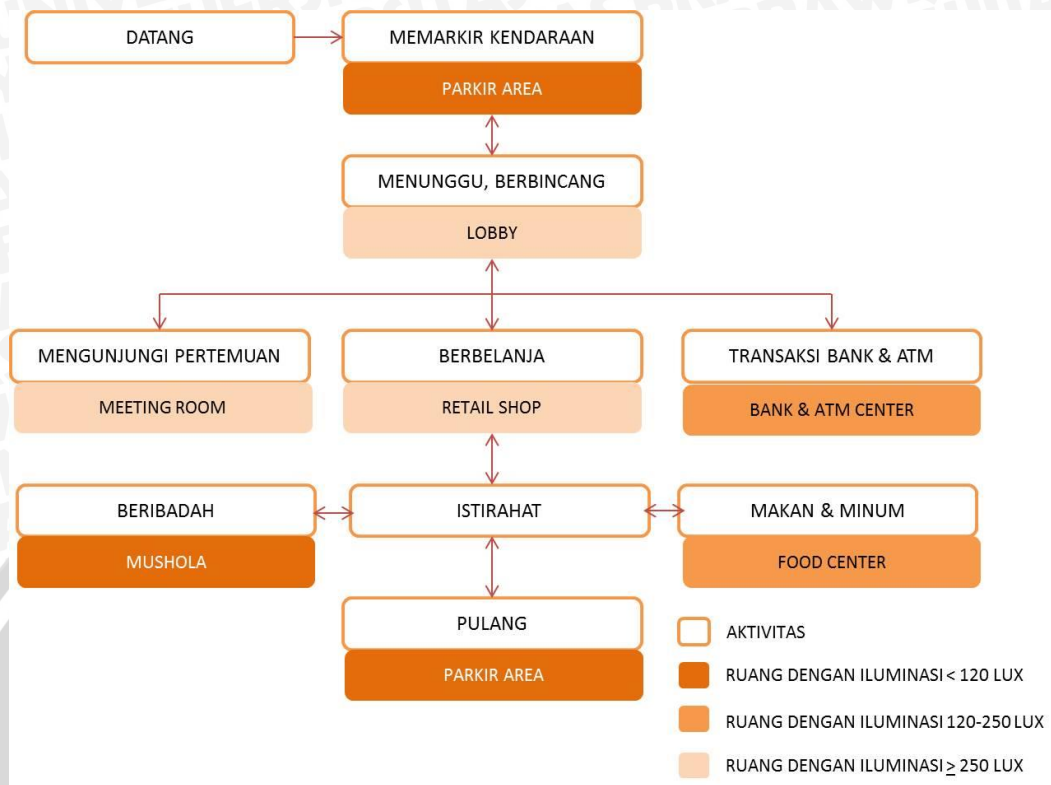 DATANG
MEMARKIR KENDARAAN
PARKIR AREA
MENUNGGU, BERBINCANG
LOBBY
MENGUNJUNGI PERTEMUAN
MEETING ROOM
BERBELANJA
RETAIL SHOP
TRANSAKSI BANK & ATM
BANK & ATM CENTER
BERIBADAH
MUSHOLA
ISTIRAHAT
MAKAN & MINUM
FOOD CENTER
PULANG
PARKIR AREA
AKTIVITAS
RUANG DENGAN ILUMINASI < 120 LUX
RUANG DENGAN ILUMINASI 120-250 LUX
RUANG DENGAN ILUMINASI ≥ 250 LUX